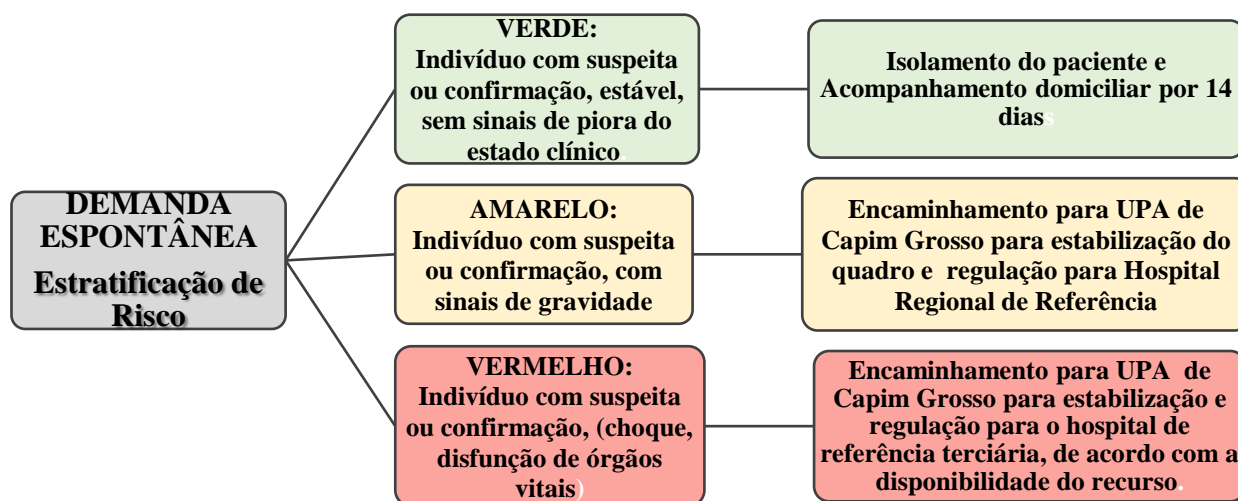 DEMANDA
ESPONTÂNEA
Estratificação de
Risco
VERDE:
Indivíduo com suspeita
ou confirmação, estável,
sem sinais de piora do
estado clínico.
Isolamento do paciente e
Acompanhamento domiciliar por 14
dias
AMARELO:
Indivíduo com suspeita
ou confirmação, com
sinais de gravidade
Encaminhamento para UPA de
Capim Grosso para estabilização do
quadro e regulação para Hospital
Regional de Referência
VERMELHO:
Indivíduo com suspeita
ou confirmação, (choque,
disfunção de órgãos
vitais)
Encaminhamento para UPA de
Capim Grosso para estabilização e
regulação para o hospital de
referência terciária, de acordo com a
disponibilidade do recurso.